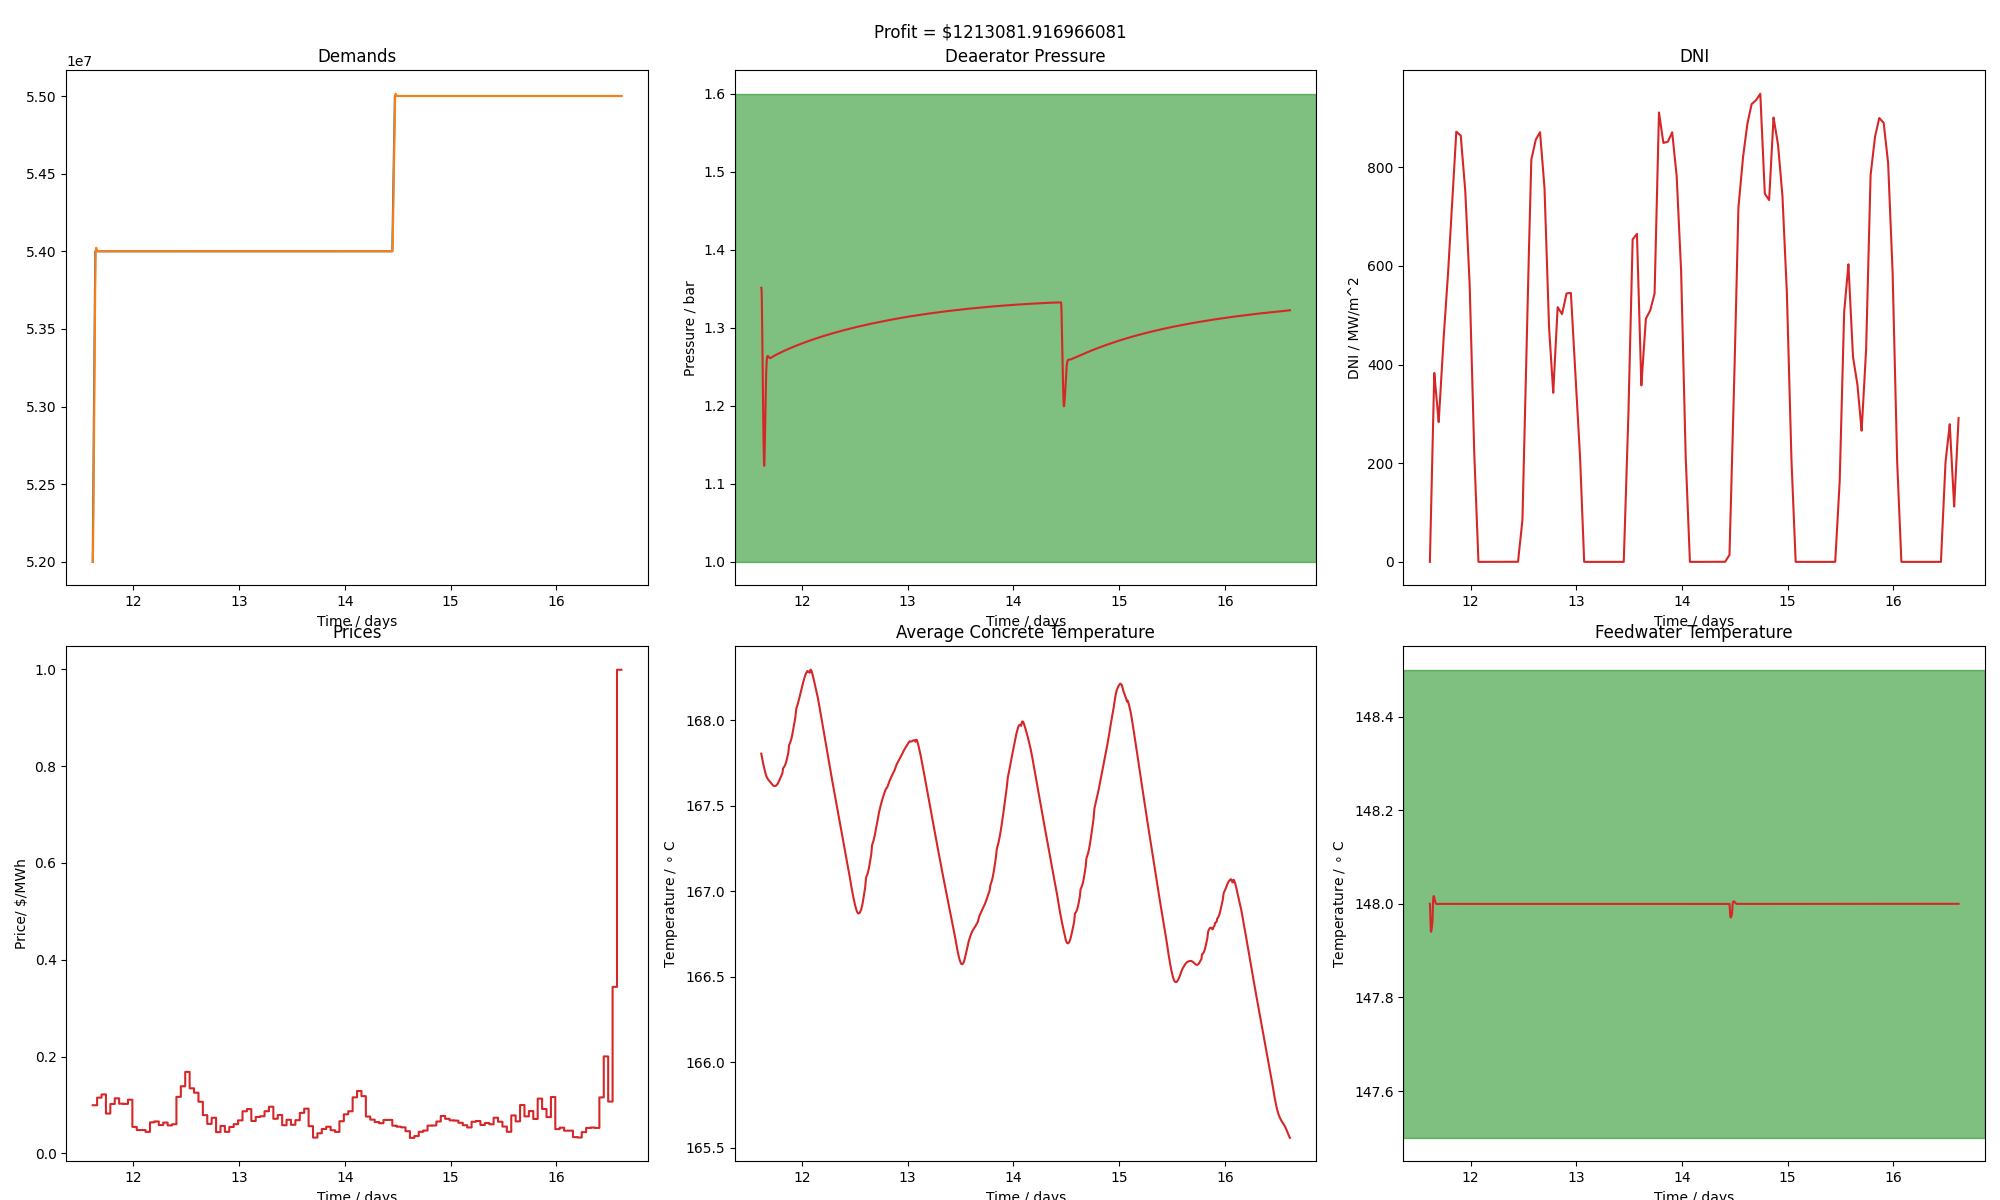 Profit = $1213081.916966081
Demands
1e7
5.50
5.45
5.40
5.35
5.30
5.25
5.20
12 13 14 15 16
Time / days
Deaerator Pressure
Pressure / bar
1.6
1.5
1.4
1.3
1.2
1.1
1.0
12 13 14 15 16
Time / days
DNI
DNI / MW/m^2
800
600
400
200
0
12 13 14 15 16
Time / days
Prices
Price/ $/MWh
1.0
0.8
0.6
0.4
0.2
0.0
12 13 14 15 16
Time / days
Average Concrete Temperature
Temperature / ∘ C
168.0
167.5
167.0
166.5
166.0
165.5
12 13 14 15 16
Time / days
Feedwater Temperature
Temperature / ∘ C
148.4
148.2
148.0
147.8
147.6
12 13 14 15 16
Time / days